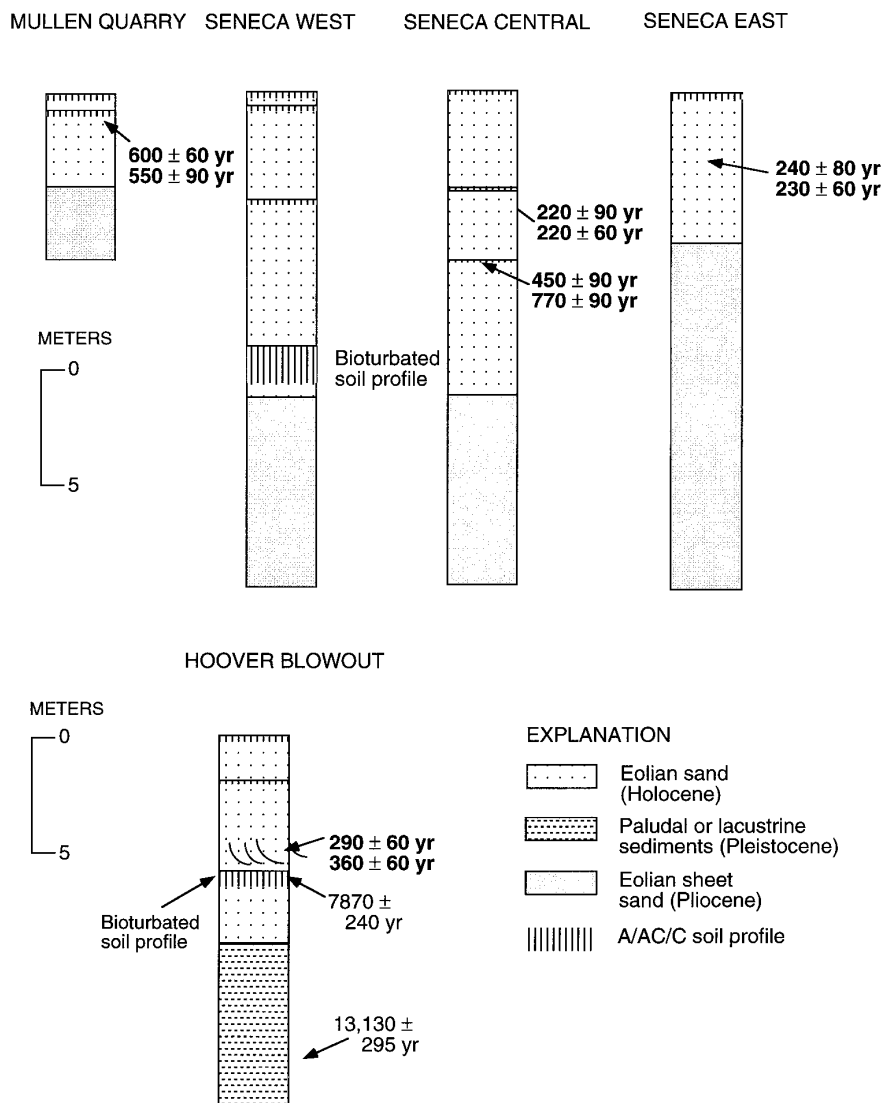 MULLEN QUARRY SENECA WEST SENECA CENTRAL SENECA EAST
600 ± 60 yr
550 ± 90 yr
220 ± 90 yr
220 ± 60 yr
450 ± 90 yr
770 ± 90 yr
240 ± 80 yr
230 ± 60 yr
METERS
0
5
Bioturbated
soil profile
HOOVER BLOWOUT
METERS
0
5
290 ± 60 yr
360 ± 60 yr
7870 ±
240 yr
Bioturbated
soil profile
13,130 ±
295 yr
EXPLANATION
Eolian sand
(Holocene)
Paludal or lacustrine
sediments (Pleistocene)
Eolian sheet
sand (Pliocene)
A/AC/C soil profile